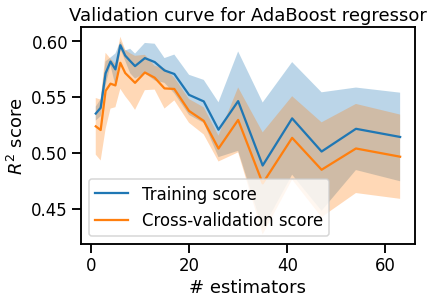 Validation curve for AdaBoost regressor
R² score
0.60
0.55
0.50
0.45
Training score
Cross-validation score
0 20 40 60
# estimators